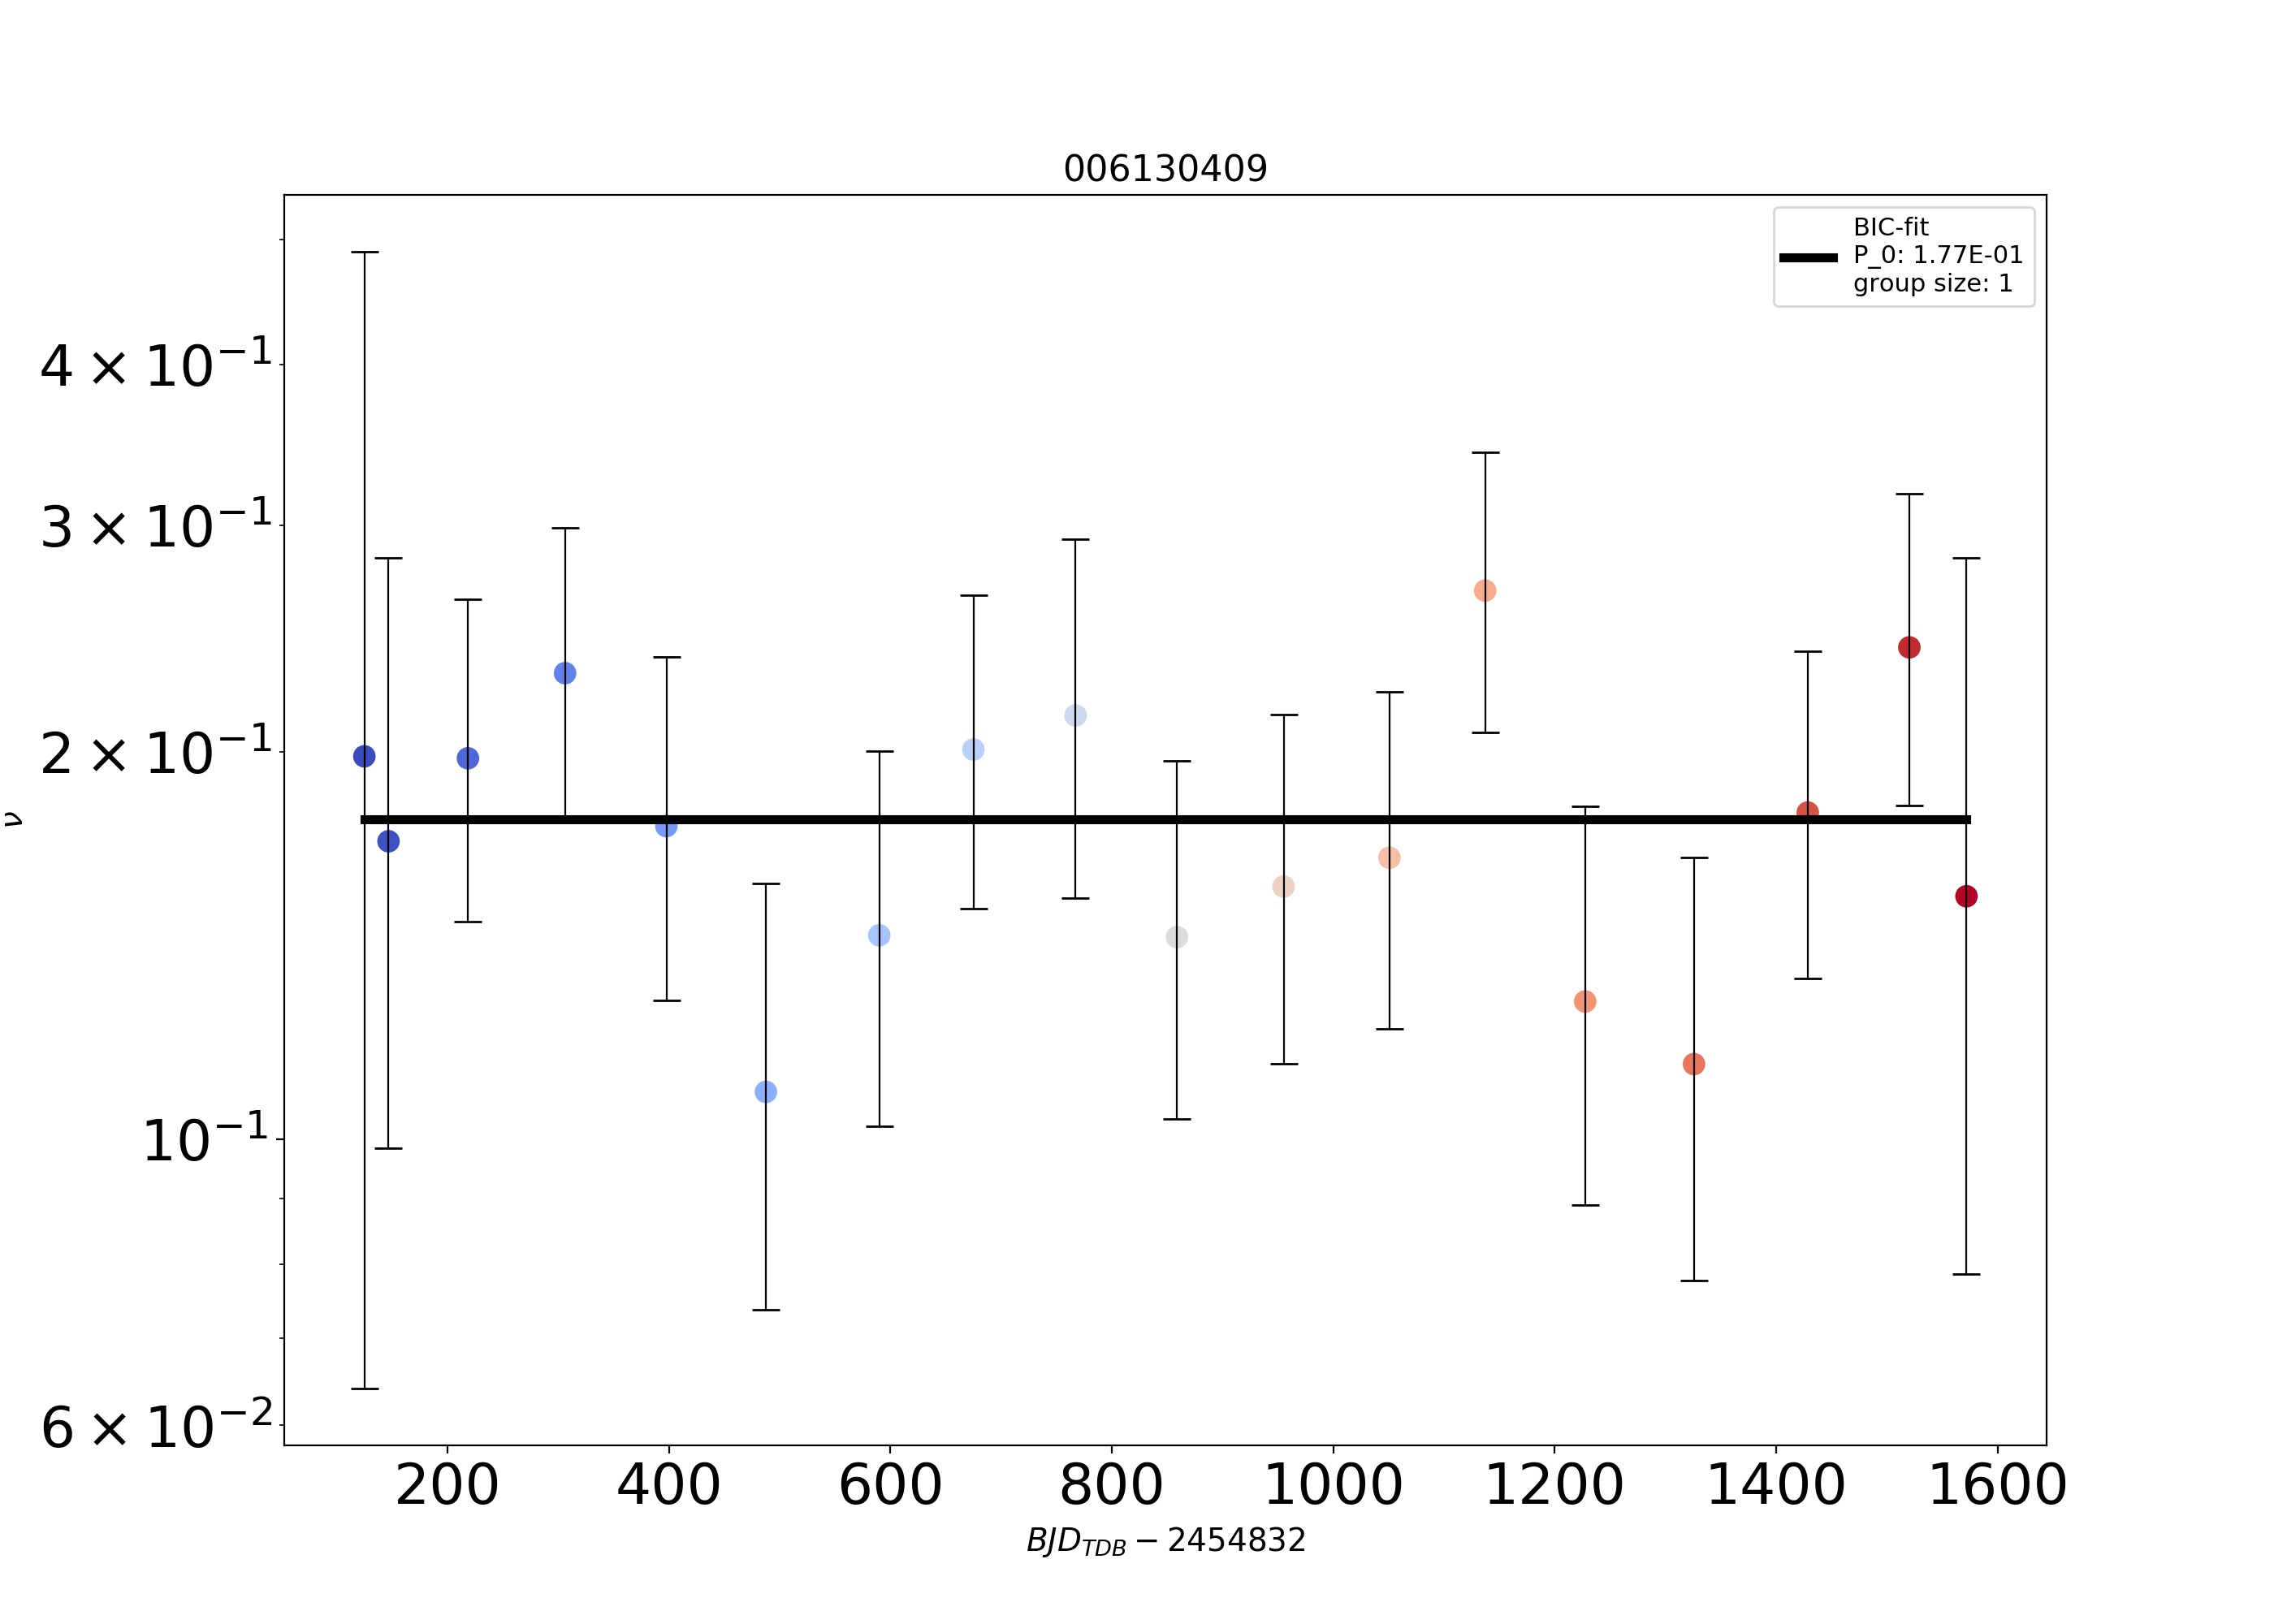 006130409
BIC-fit
P_0: 1.77E-01
group size: 1
4 × 10⁻¹
3 × 10⁻¹
2 × 10⁻¹
10⁻¹
6 × 10⁻²
ν
200 400 600 800 1000 1200 1400 1600
BJD_TDB − 2454832